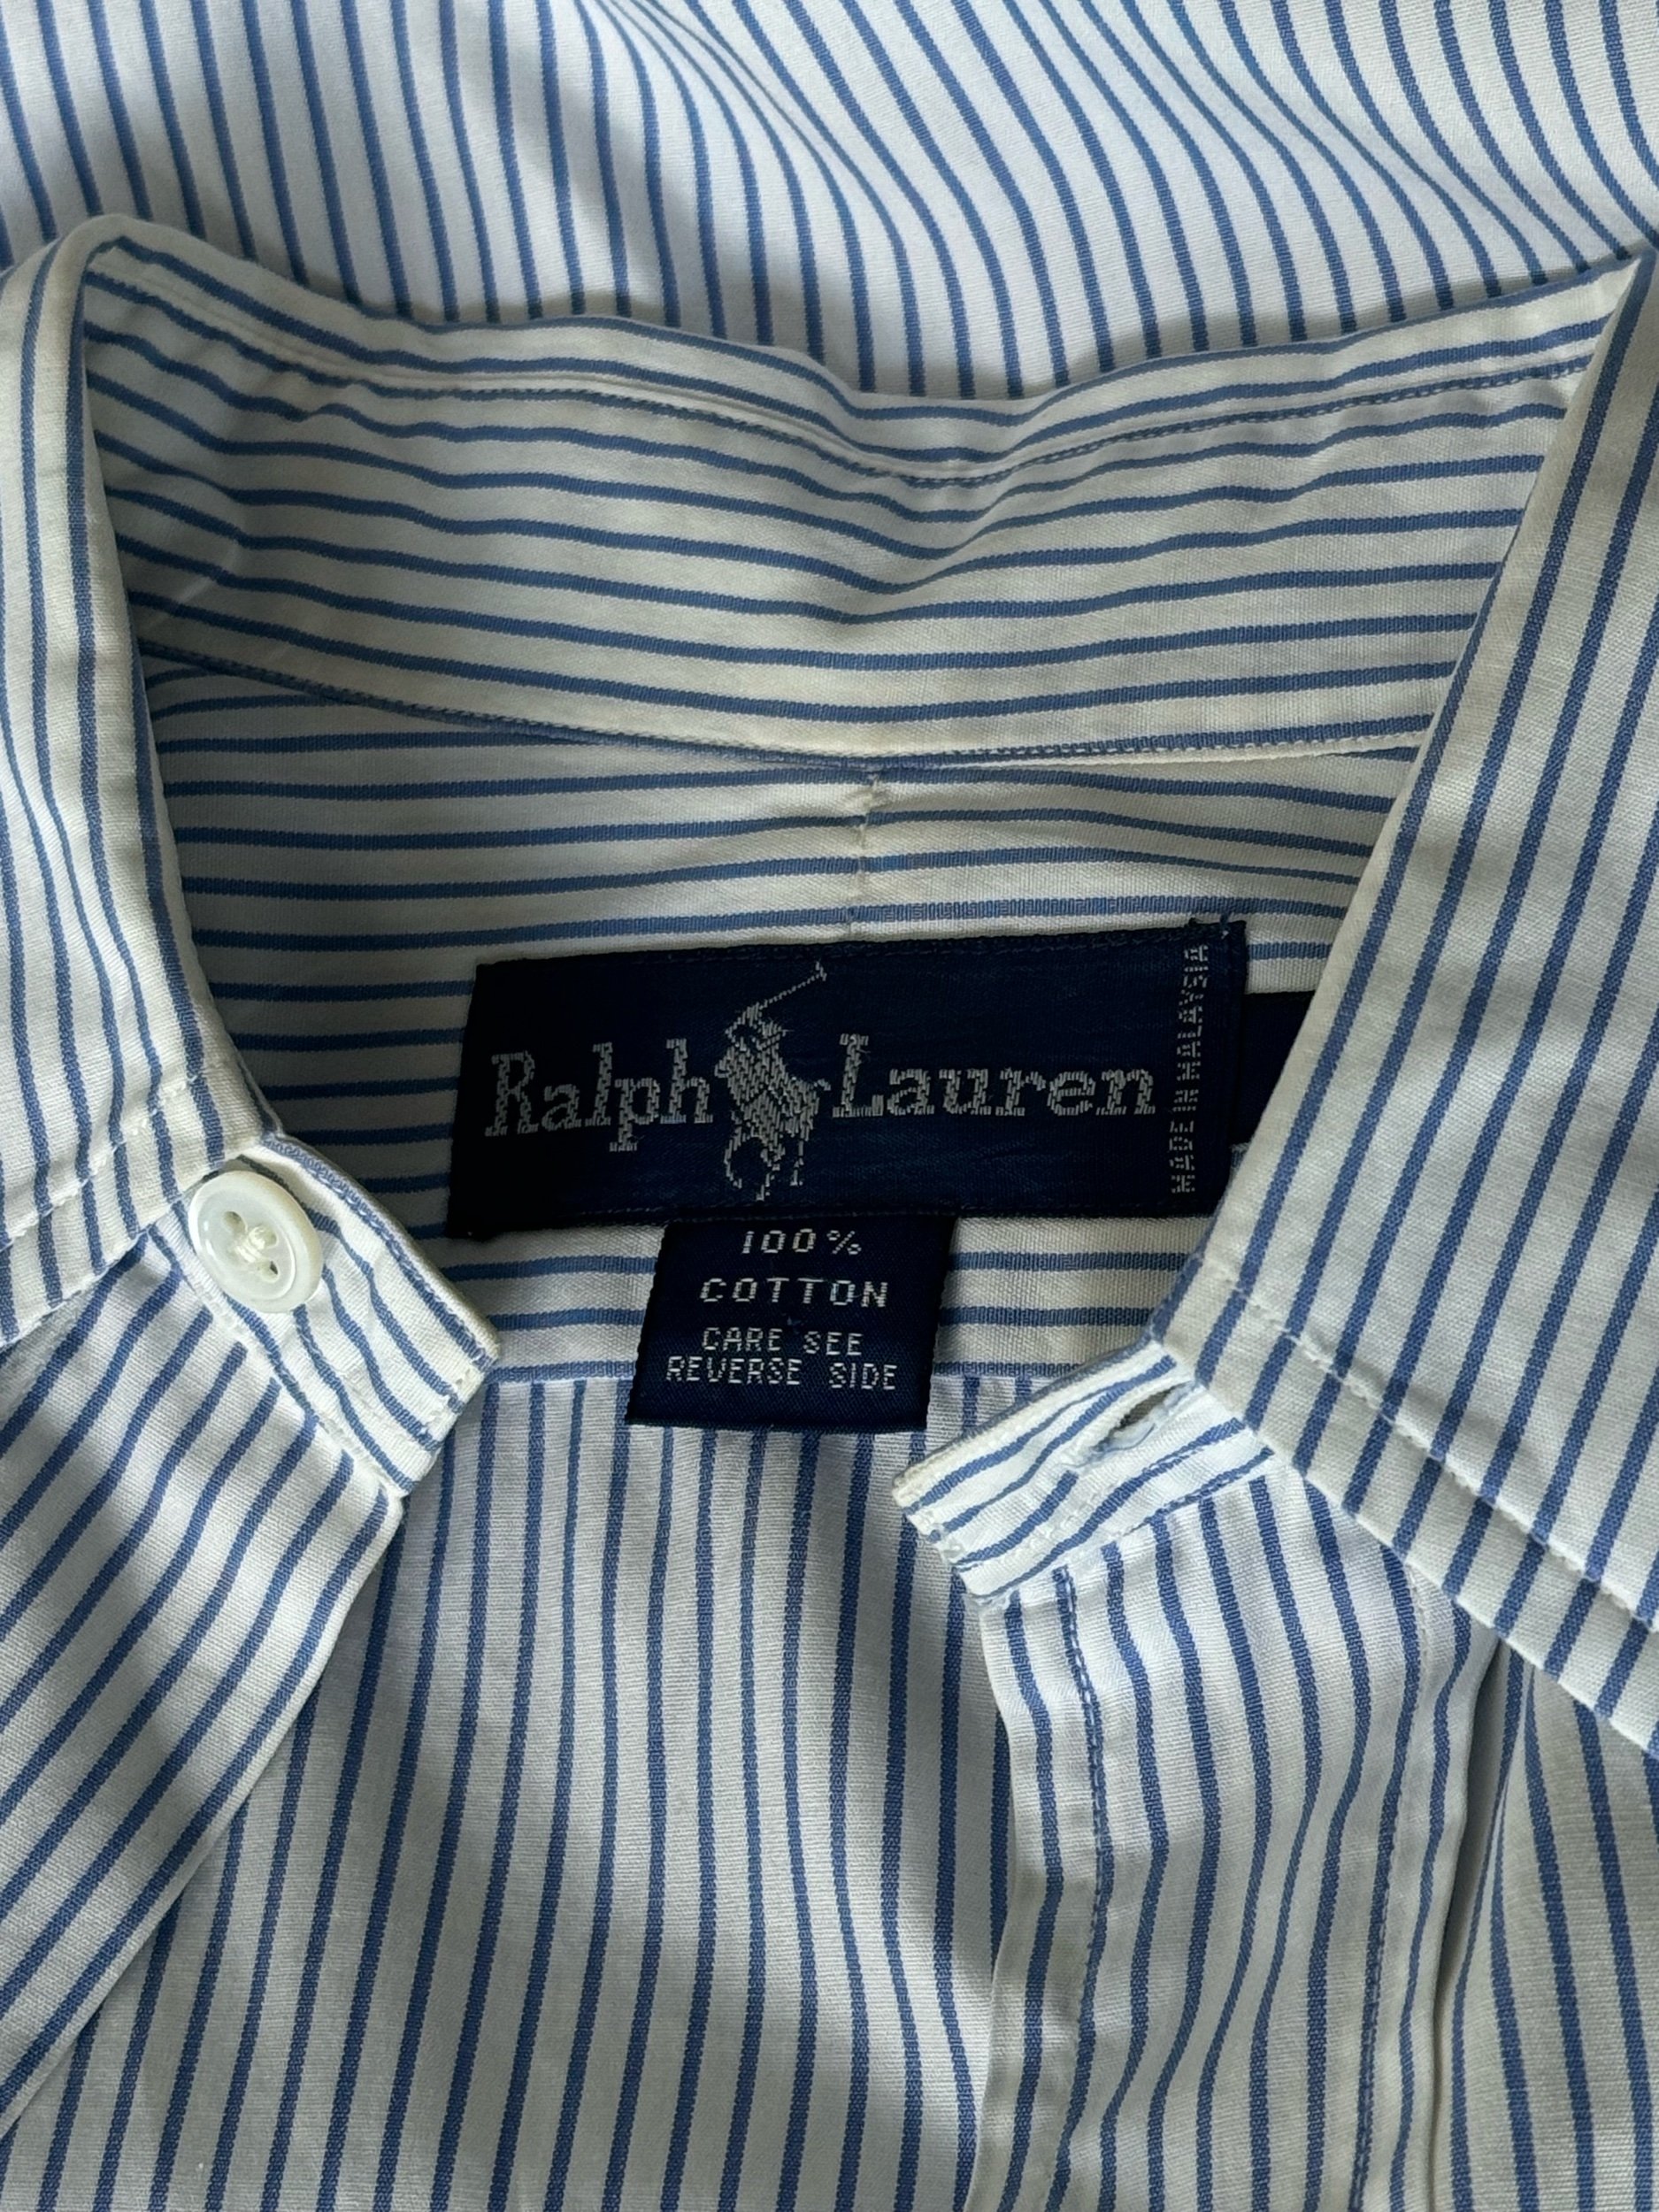 Ralph Lauren
MADE IN MALAYSIA
100%
COTTON
CARE SEE
REVERSE SIDE